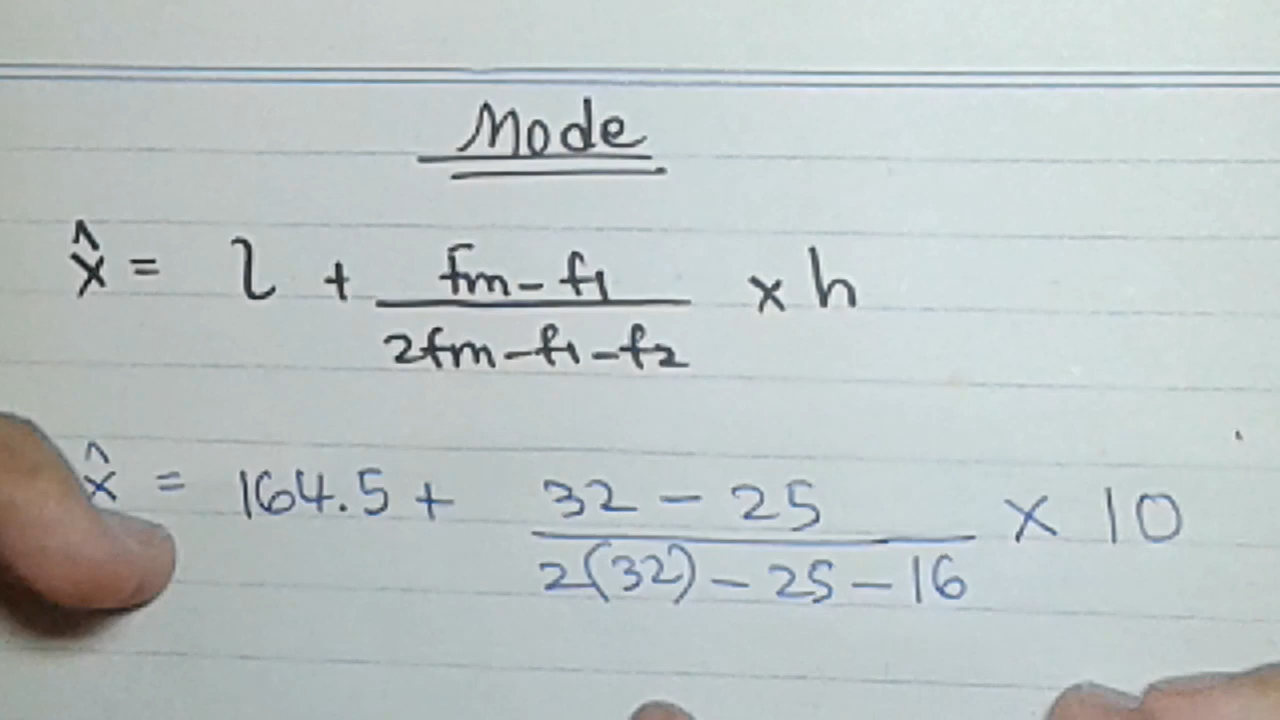 Mode
x̂ = l + fm-f1 / 2fm-f1-f2 × h
x̂ = 164.5 + 32 - 25 / 2(32) - 25 - 16 × 10